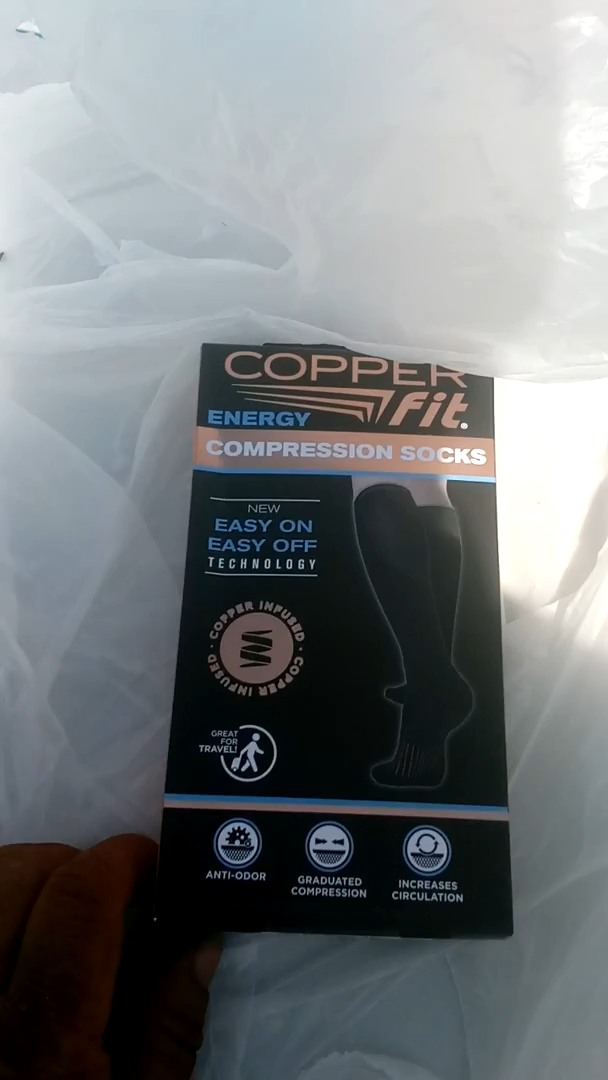 COPPER
fit®
ENERGY
COMPRESSION SOCKS
NEW
EASY ON
EASY OFF
TECHNOLOGY
COPPER INFUSED · COPPER INFUSED ·
GREAT
FOR
TRAVEL!
ANTI-ODOR
GRADUATED
COMPRESSION
INCREASES
CIRCULATION